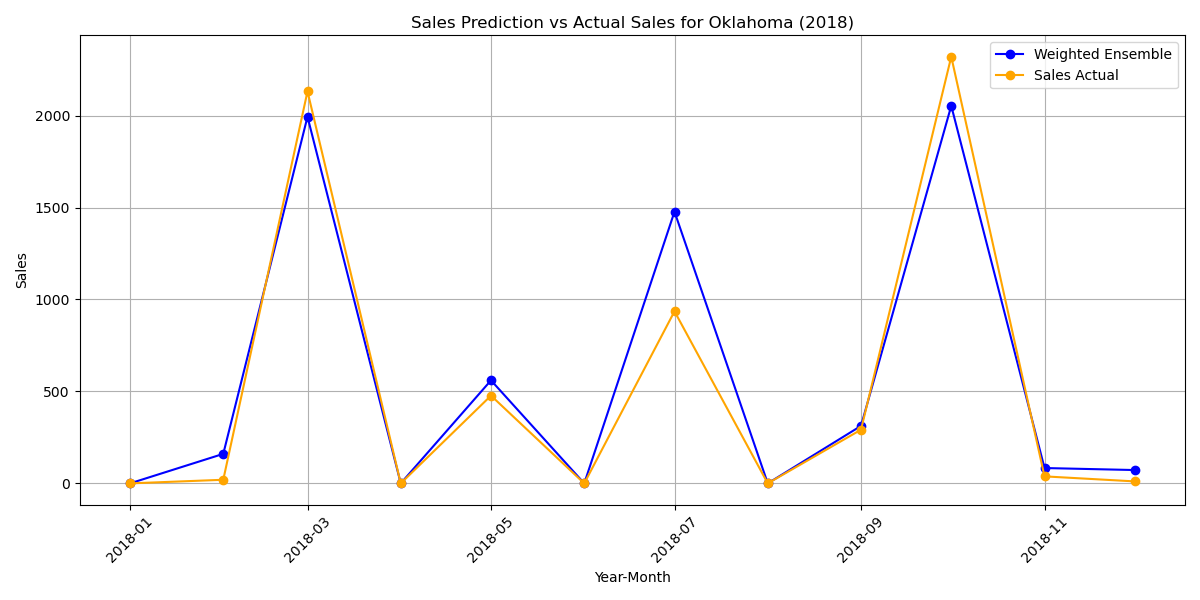 Sales Prediction vs Actual Sales for Oklahoma (2018)
Weighted Ensemble
Sales Actual
Sales
2000
1500
1000
500
0
2018-01
2018-03
2018-05
2018-07
2018-09
2018-11
Year-Month